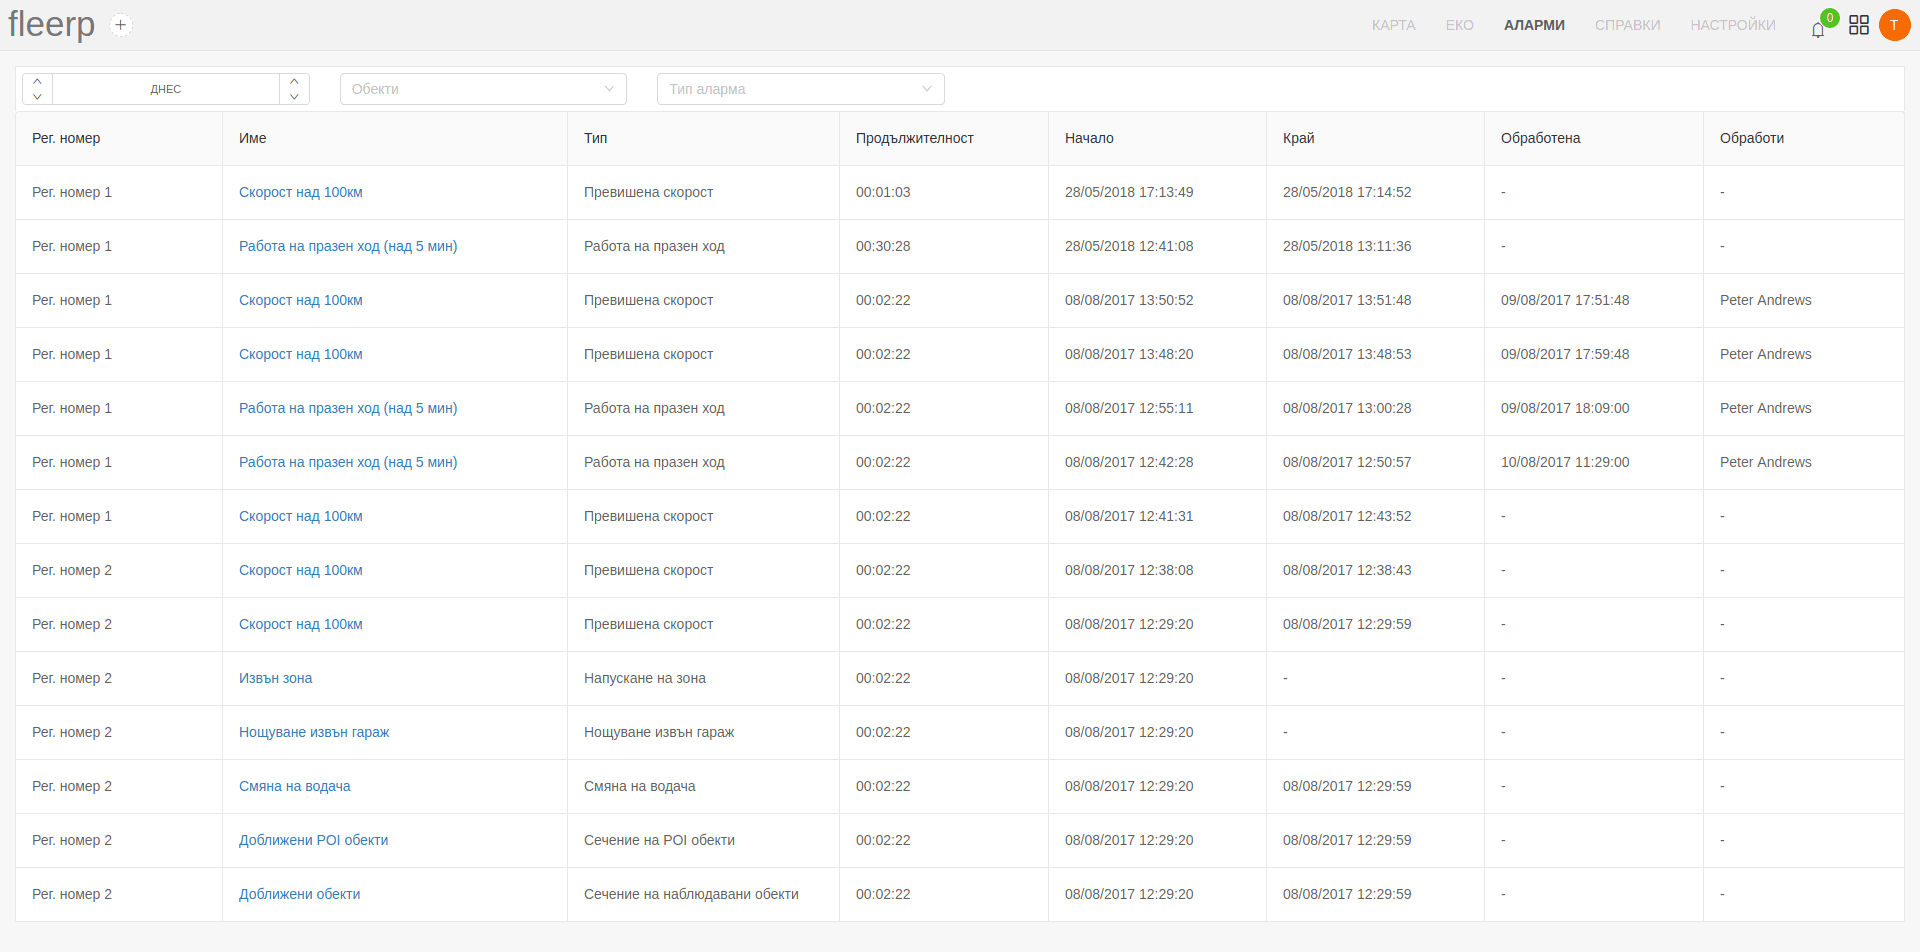 fleerp + КАРТА ЕКО АЛАРМИ СПРАВКИ НАСТРОЙКИ 0 T
ДНЕС Обекти Тип аларма
Рег. номер Име Тип Продължителност Начало Край Обработена Обработи
Рег. номер 1 Скорост над 100км Превишена скорост 00:01:03 28/05/2018 17:13:49 28/05/2018 17:14:52 - -
Рег. номер 1 Работа на празен ход (над 5 мин) Работа на празен ход 00:30:28 28/05/2018 12:41:08 28/05/2018 13:11:36 - -
Рег. номер 1 Скорост над 100км Превишена скорост 00:02:22 08/08/2017 13:50:52 08/08/2017 13:51:48 09/08/2017 17:51:48 Peter Andrews
Рег. номер 1 Скорост над 100км Превишена скорост 00:02:22 08/08/2017 13:48:20 08/08/2017 13:48:53 09/08/2017 17:59:48 Peter Andrews
Рег. номер 1 Работа на празен ход (над 5 мин) Работа на празен ход 00:02:22 08/08/2017 12:55:11 08/08/2017 13:00:28 09/08/2017 18:09:00 Peter Andrews
Рег. номер 1 Работа на празен ход (над 5 мин) Работа на празен ход 00:02:22 08/08/2017 12:42:28 08/08/2017 12:50:57 10/08/2017 11:29:00 Peter Andrews
Рег. номер 1 Скорост над 100км Превишена скорост 00:02:22 08/08/2017 12:41:31 08/08/2017 12:43:52 - -
Рег. номер 2 Скорост над 100км Превишена скорост 00:02:22 08/08/2017 12:38:08 08/08/2017 12:38:43 - -
Рег. номер 2 Скорост над 100км Превишена скорост 00:02:22 08/08/2017 12:29:20 08/08/2017 12:29:59 - -
Рег. номер 2 Извън зона Напускане на зона 00:02:22 08/08/2017 12:29:20 - - -
Рег. номер 2 Нощуване извън гараж Нощуване извън гараж 00:02:22 08/08/2017 12:29:20 - - -
Рег. номер 2 Смяна на водача Смяна на водача 00:02:22 08/08/2017 12:29:20 08/08/2017 12:29:59 - -
Рег. номер 2 Доближени POI обекти Сечение на POI обекти 00:02:22 08/08/2017 12:29:20 08/08/2017 12:29:59 - -
Рег. номер 2 Доближени обекти Сечение на наблюдавани обекти 00:02:22 08/08/2017 12:29:20 08/08/2017 12:29:59 - -